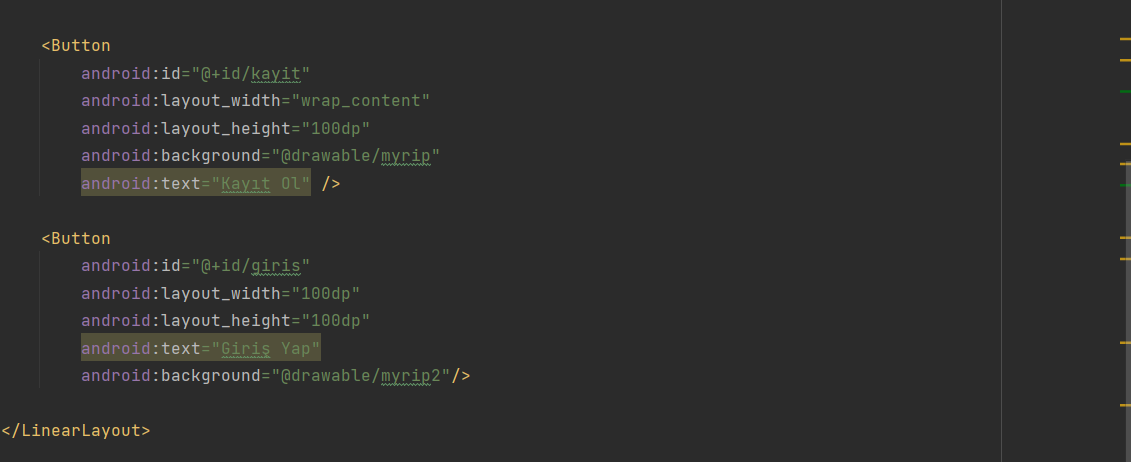 <Button
android:id="@+id/kayit"
android:layout_width="wrap_content"
android:layout_height="100dp"
android:background="@drawable/myrip"
android:text="Kayıt Ol" />
<Button
android:id="@+id/giris"
android:layout_width="100dp"
android:layout_height="100dp"
android:text="Giriş Yap"
android:background="@drawable/myrip2"/>
</LinearLayout>